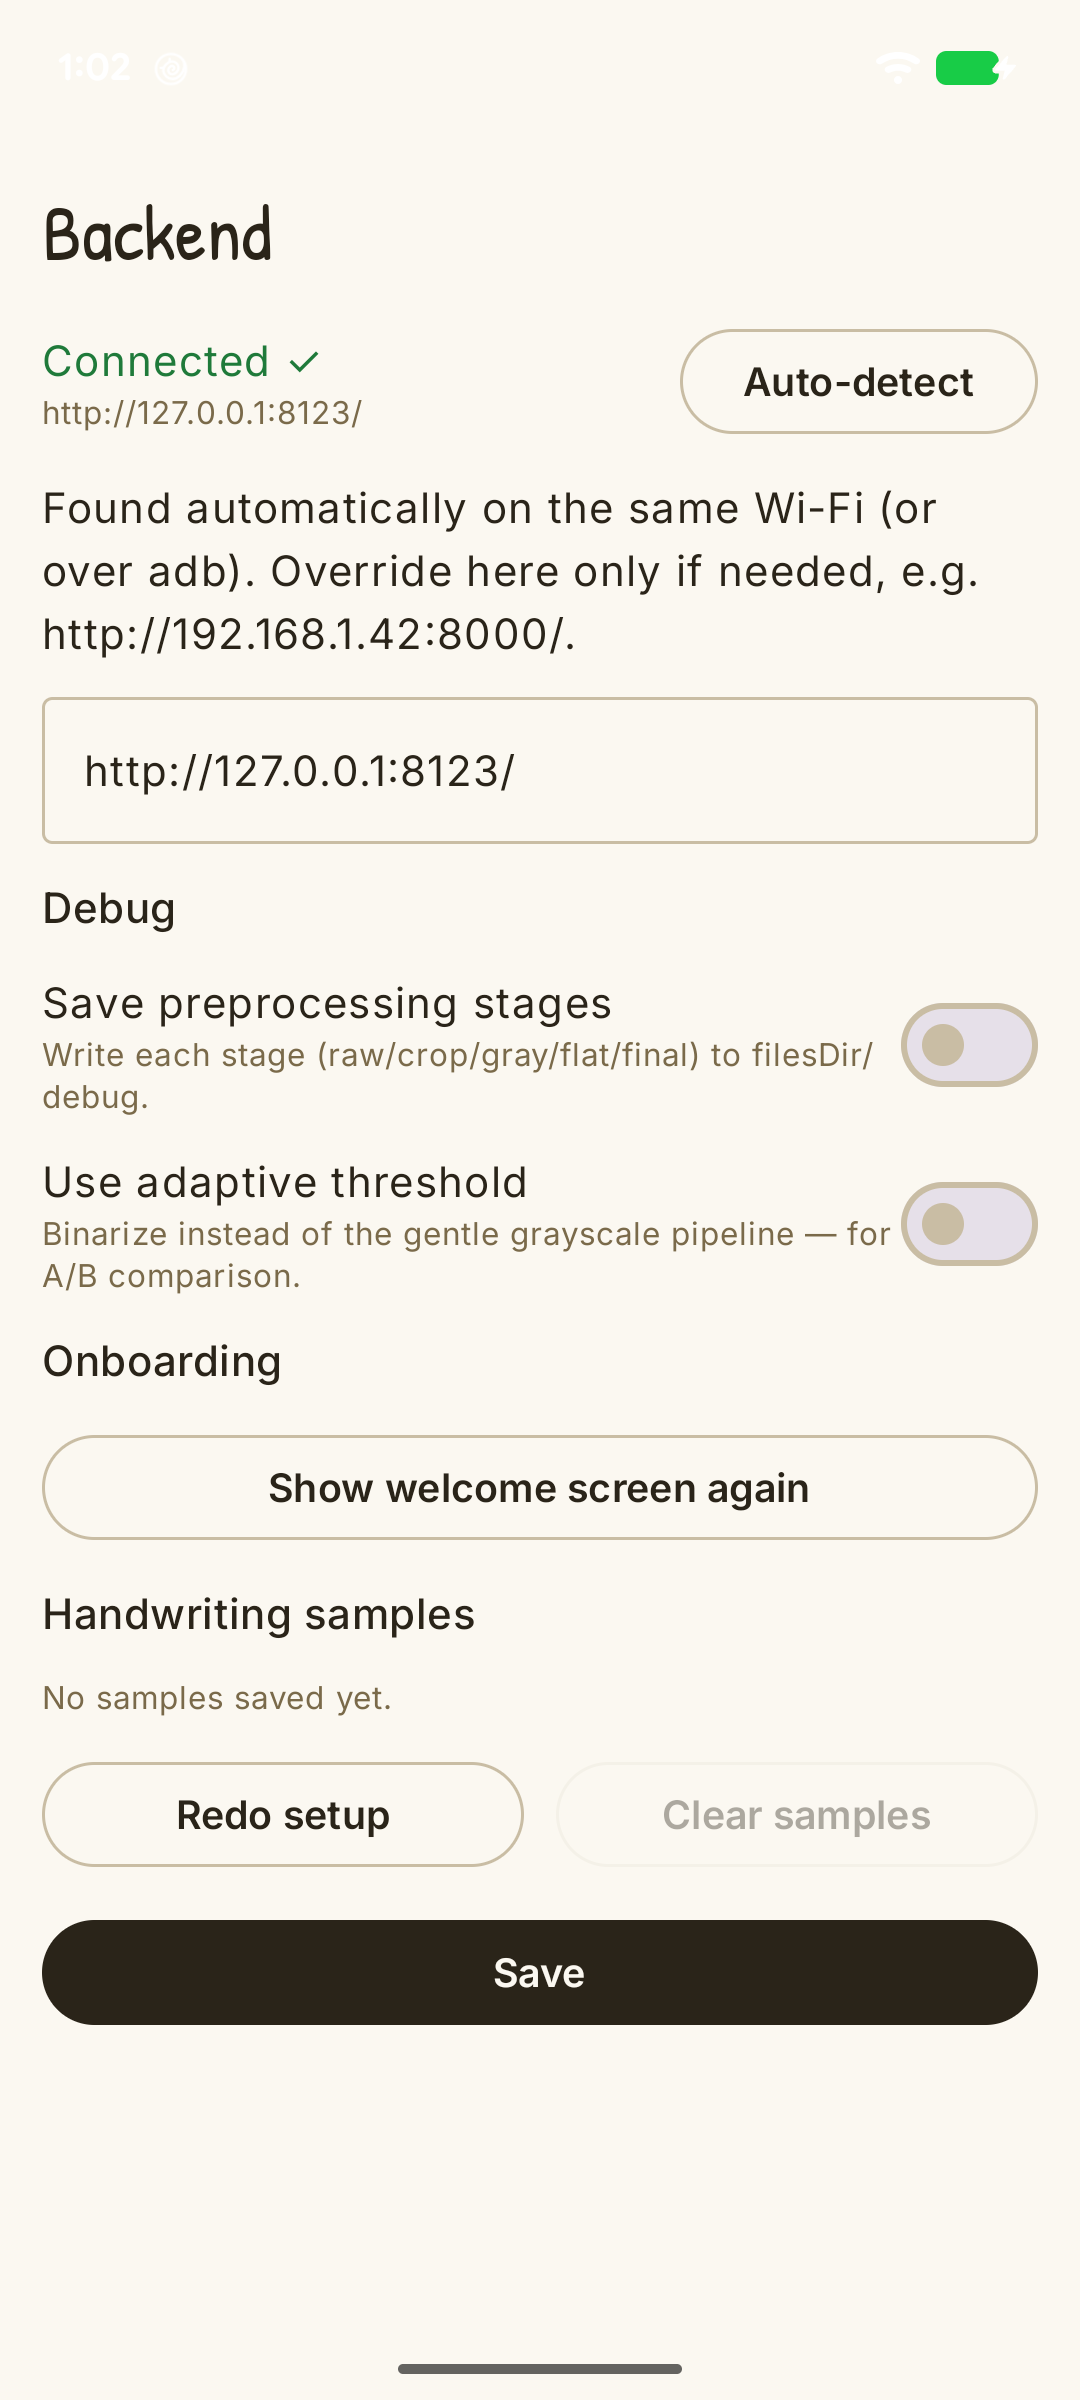 1:02
Backend
Connected ✓
http://127.0.0.1:8123/
Auto-detect
Found automatically on the same Wi-Fi (or
over adb). Override here only if needed, e.g.
http://192.168.1.42:8000/.
http://127.0.0.1:8123/
Debug
Save preprocessing stages
Write each stage (raw/crop/gray/flat/final) to filesDir/
debug.
Use adaptive threshold
Binarize instead of the gentle grayscale pipeline — for
A/B comparison.
Onboarding
Show welcome screen again
Handwriting samples
No samples saved yet.
Redo setup
Clear samples
Save